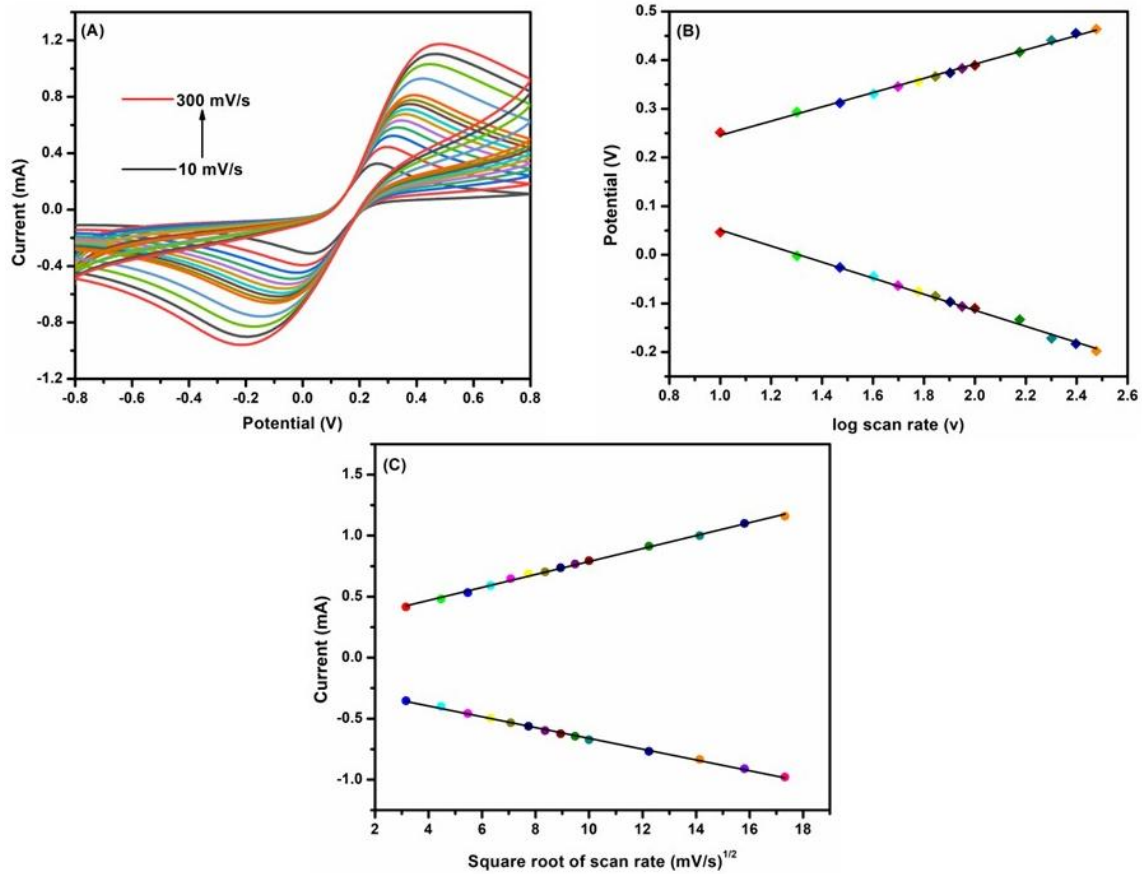 (A)
1.2
0.8
0.4
0.0
-0.4
-0.8
-1.2
Current (mA)
300 mV/s
10 mV/s
-0.8 -0.6 -0.4 -0.2 0.0 0.2 0.4 0.6 0.8
Potential (V)
(B)
0.5
0.4
0.3
0.2
0.1
0.0
-0.1
-0.2
Potential (V)
0.8 1.0 1.2 1.4 1.6 1.8 2.0 2.2 2.4 2.6
log scan rate (v)
(C)
1.5
1.0
0.5
0.0
-0.5
-1.0
Current (mA)
2 4 6 8 10 12 14 16 18
Square root of scan rate (mV/s)1/2